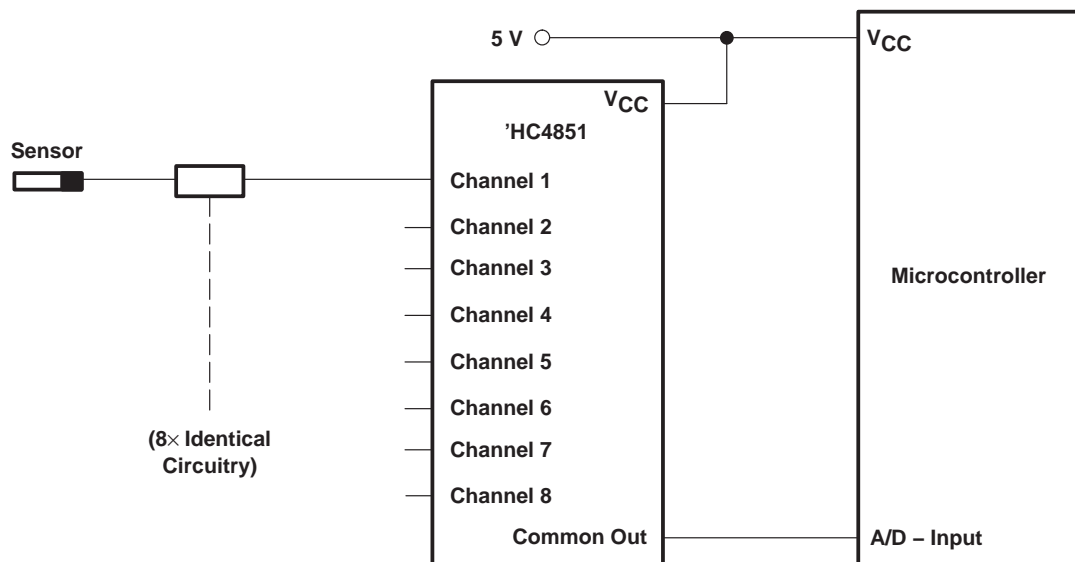 5 V
VCC
VCC
’HC4851
Sensor
Channel 1
Channel 2
Channel 3
Microcontroller
Channel 4
Channel 5
Channel 6
(8× Identical
Circuitry)
Channel 7
Channel 8
Common Out
A/D – Input